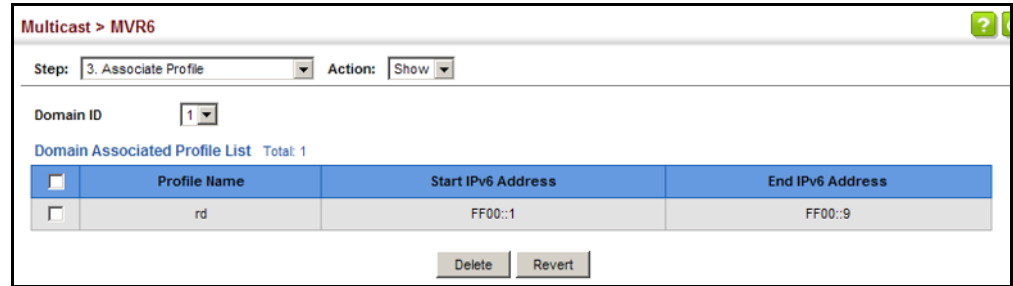 Multicast > MVR6
?
Step: 3. Associate Profile Action: Show
Domain ID 1
Domain Associated Profile List Total: 1
Profile Name Start IPv6 Address End IPv6 Address
rd FF00::1 FF00::9
Delete Revert